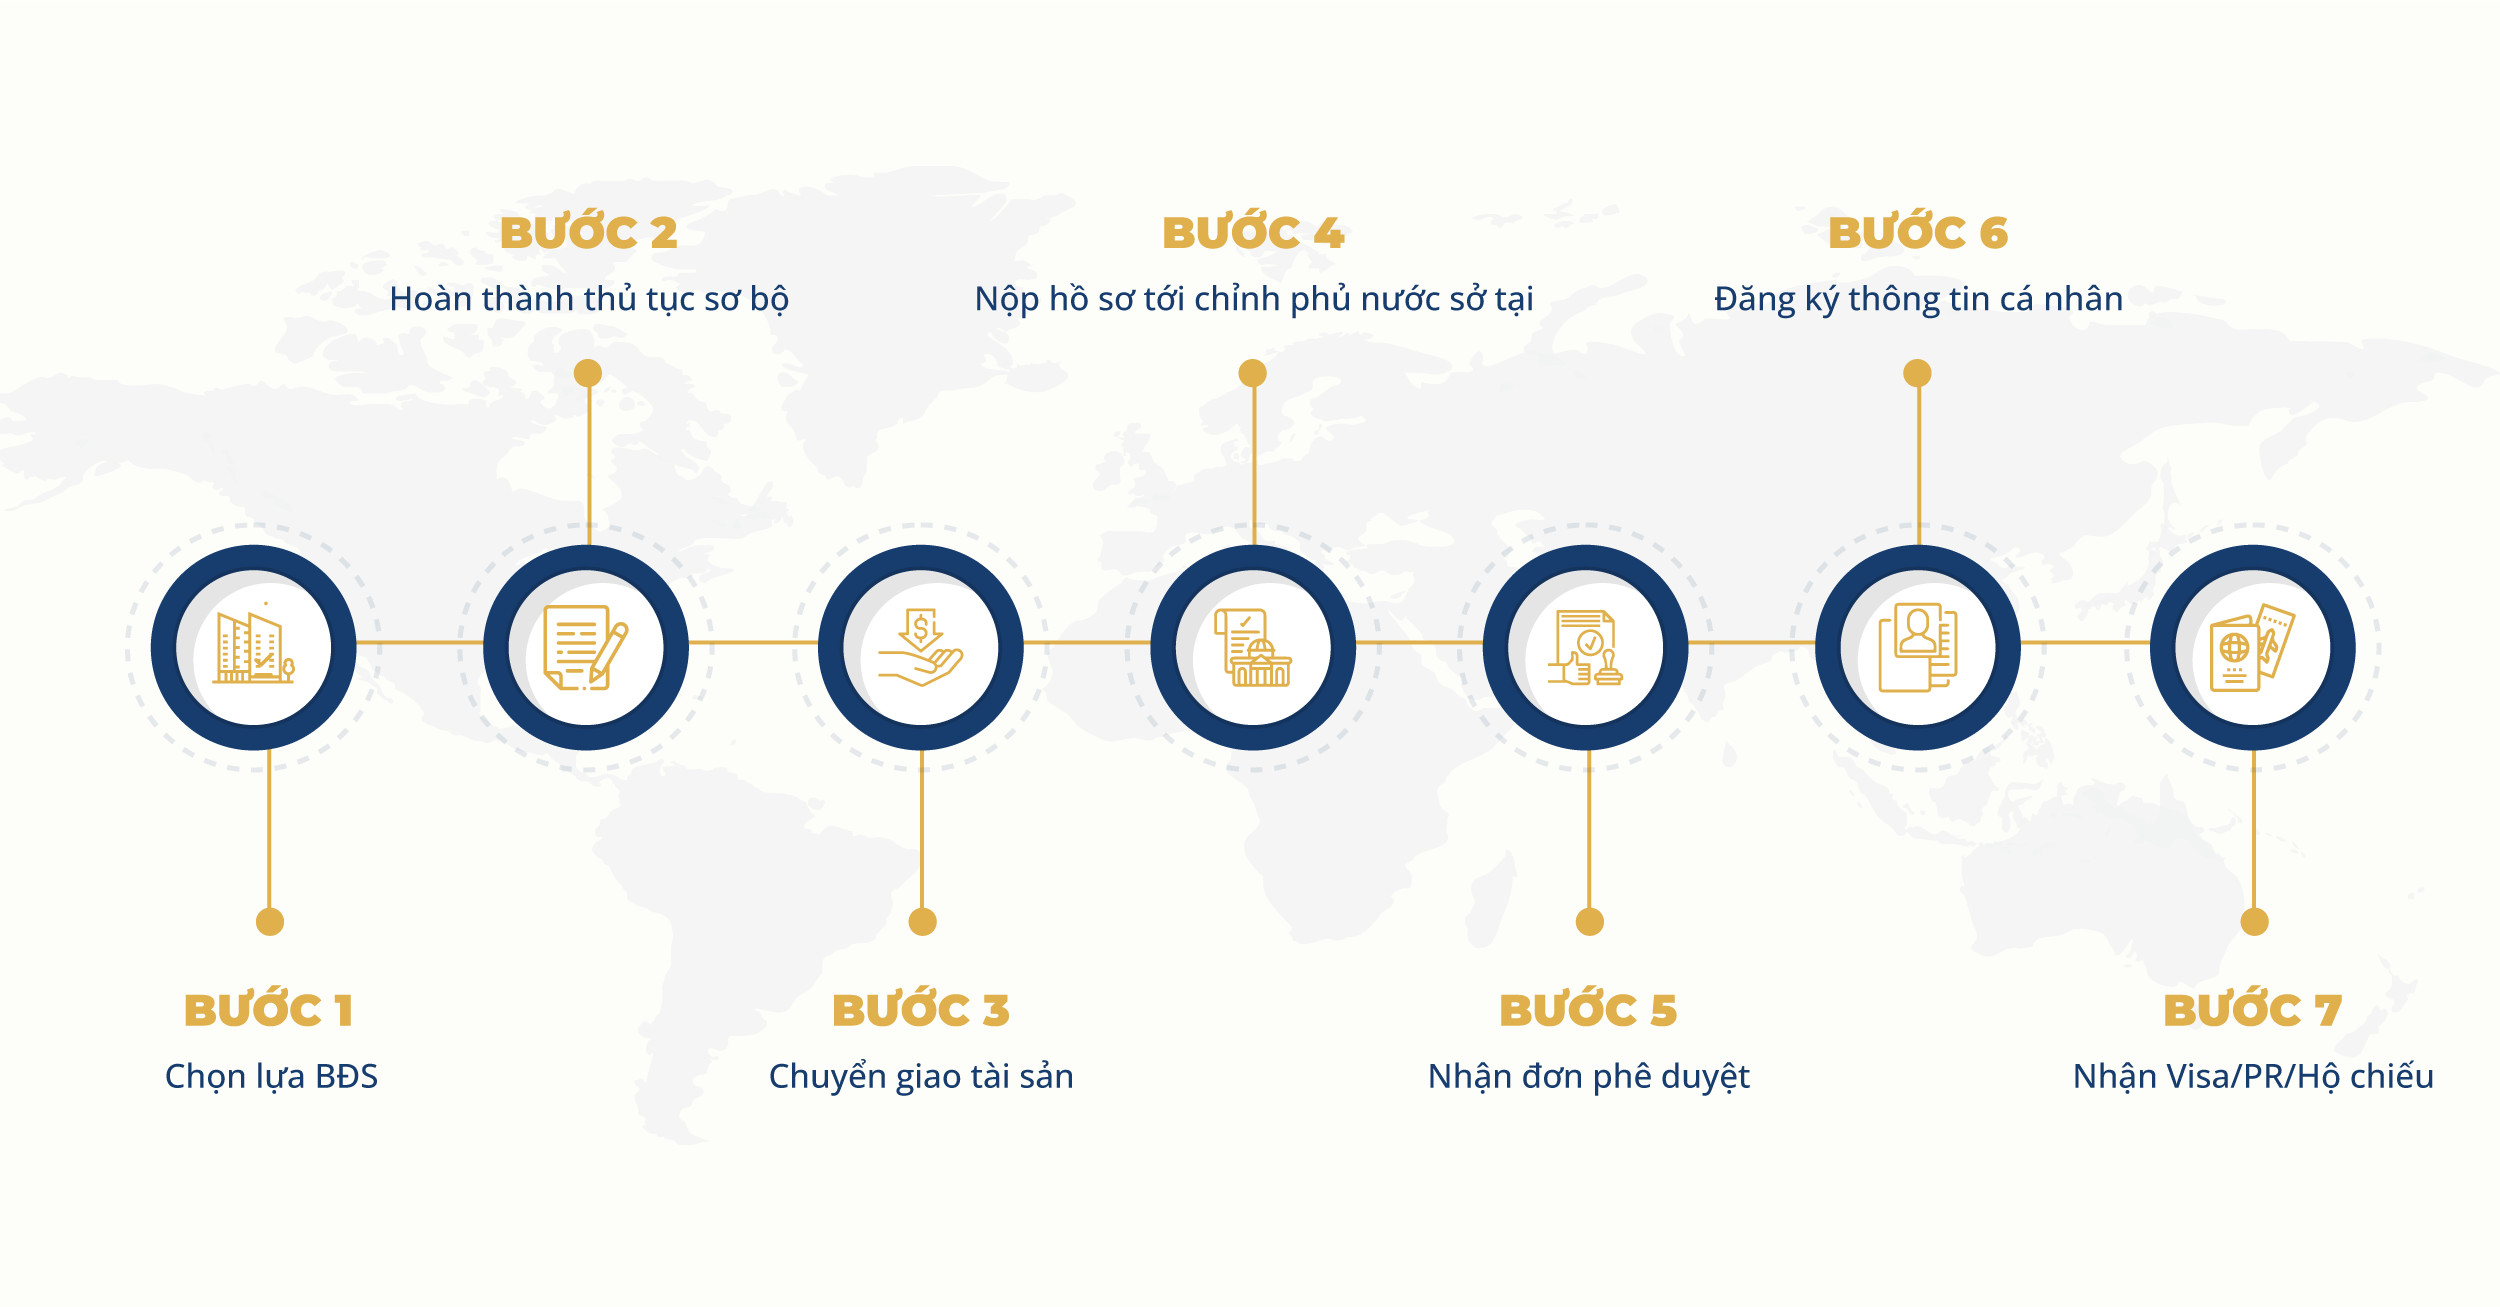 BƯỚC 1
Chọn lựa BĐS
BƯỚC 2
Hoàn thành thủ tục sơ bộ
BƯỚC 3
Chuyển giao tài sản
BƯỚC 4
Nộp hồ sơ tới chỉnh phủ nước sở tại
BƯỚC 5
Nhận đơn phê duyệt
BƯỚC 6
Đăng ký thông tin cá nhân
BƯỚC 7
Nhận Visa/PR/Hộ chiếu